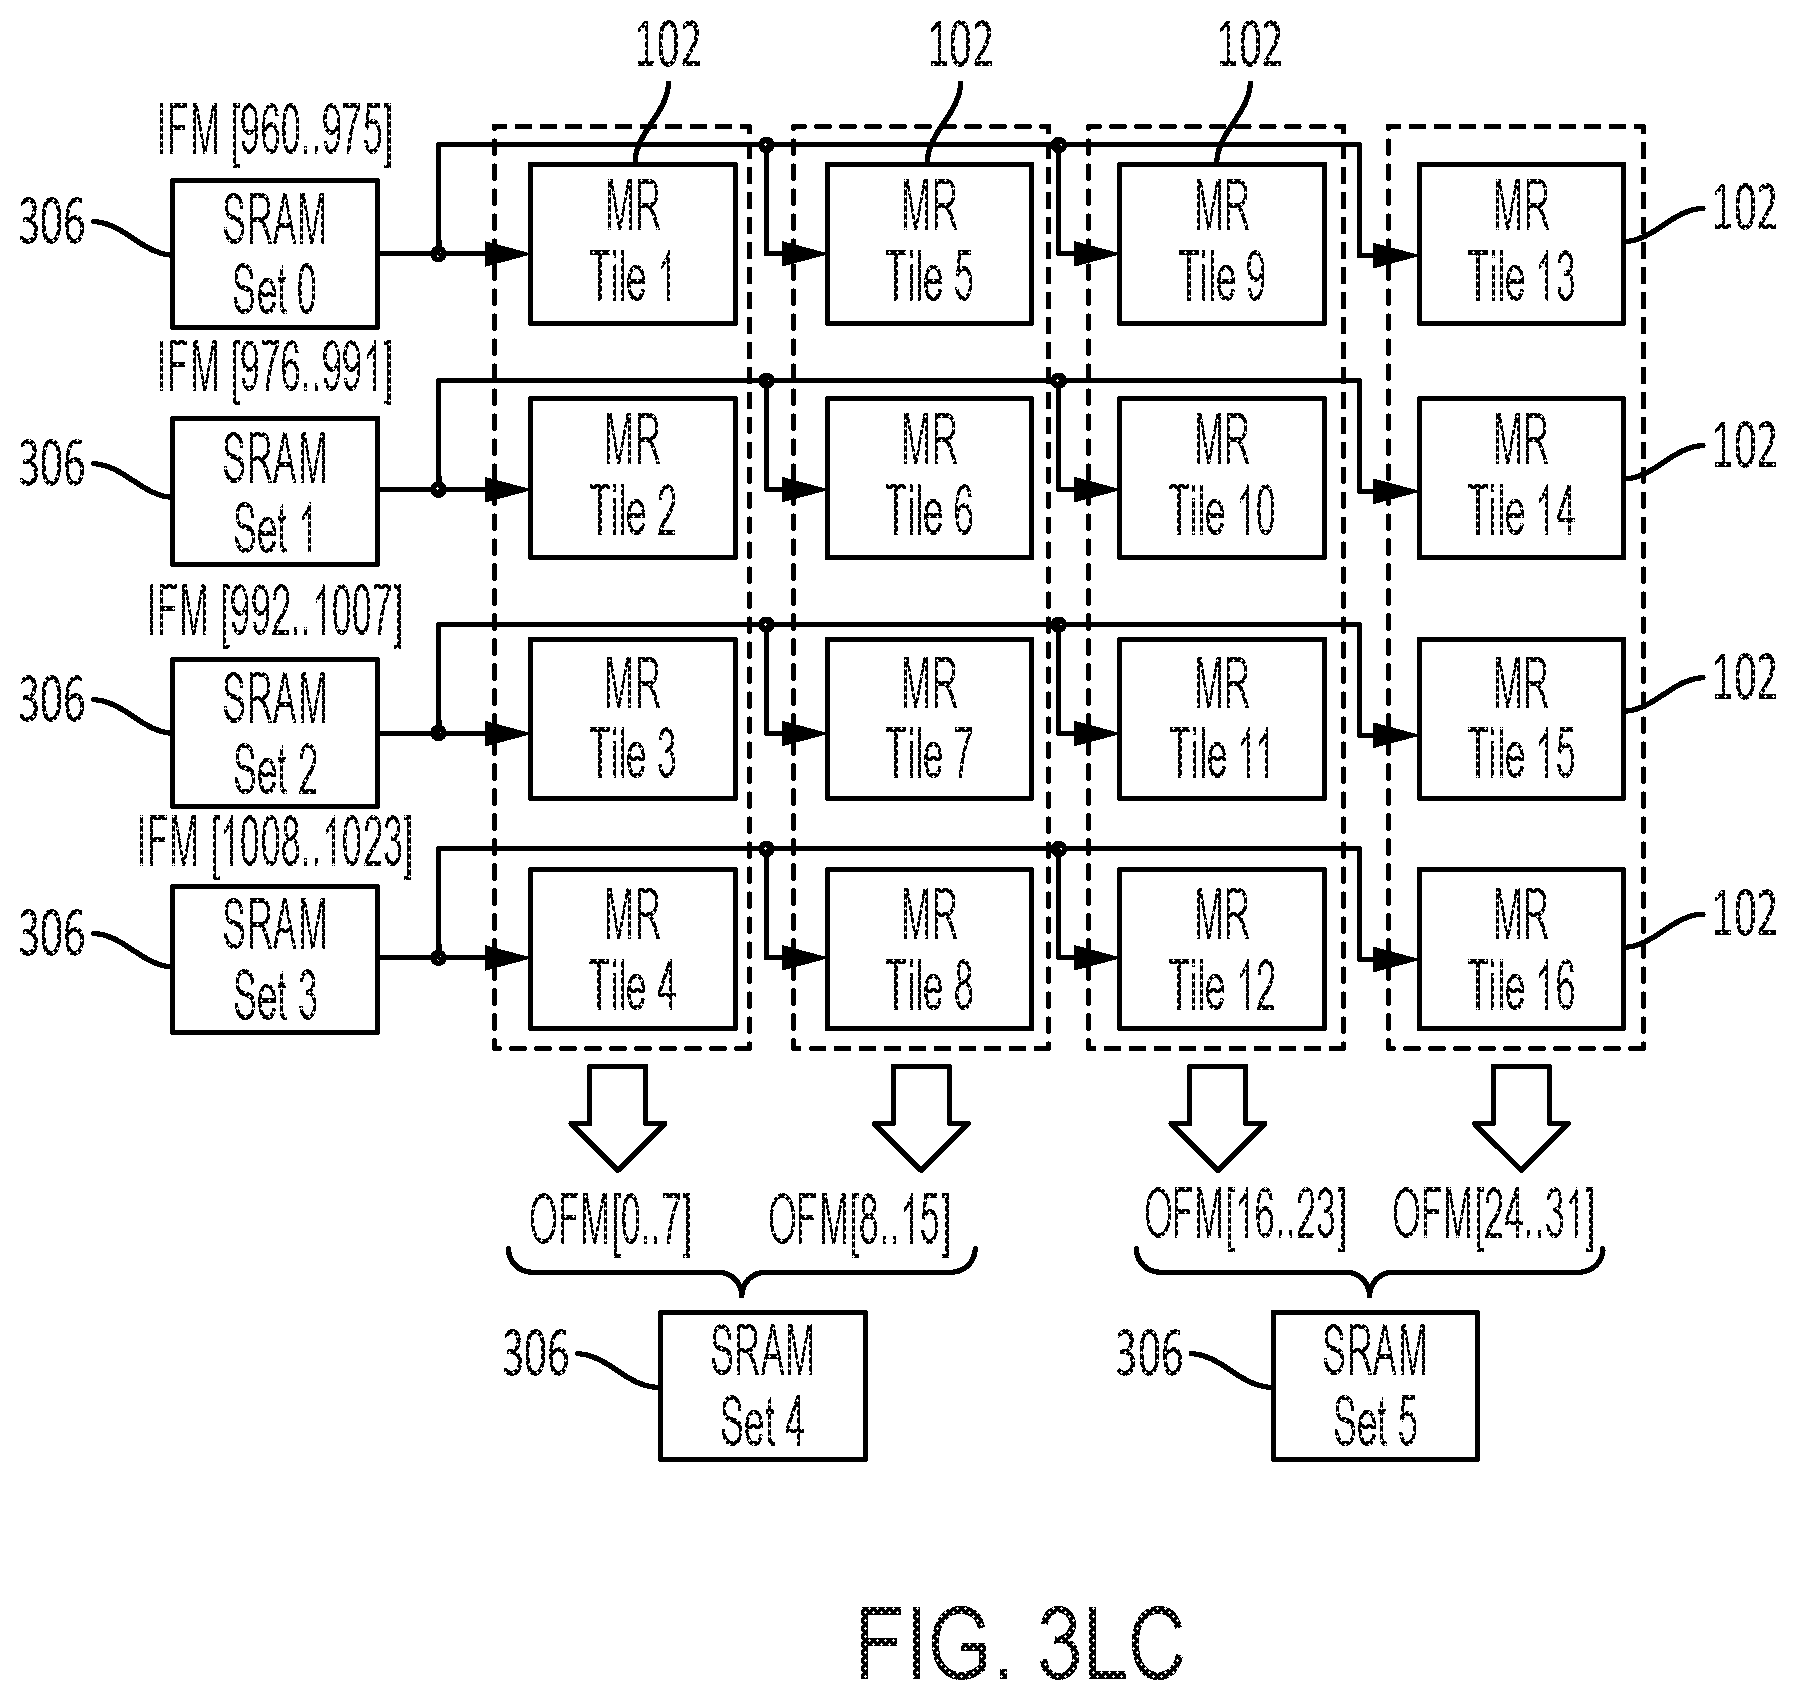 102 102 102
IFM [960..975]
306 SRAM Set 0 MR Tile 1 MR Tile 5 MR Tile 9 MR Tile 13 102
IFM [976..991]
306 SRAM Set 1 MR Tile 2 MR Tile 6 MR Tile 10 MR Tile 14 102
IFM [992..1007]
306 SRAM Set 2 MR Tile 3 MR Tile 7 MR Tile 11 MR Tile 15 102
IFM [1008..1023]
306 SRAM Set 3 MR Tile 4 MR Tile 8 MR Tile 12 MR Tile 16 102
OFM[0..7] OFM[8..15] OFM[16..23] OFM[24..31]
306 SRAM Set 4 306 SRAM Set 5
FIG. 3LC